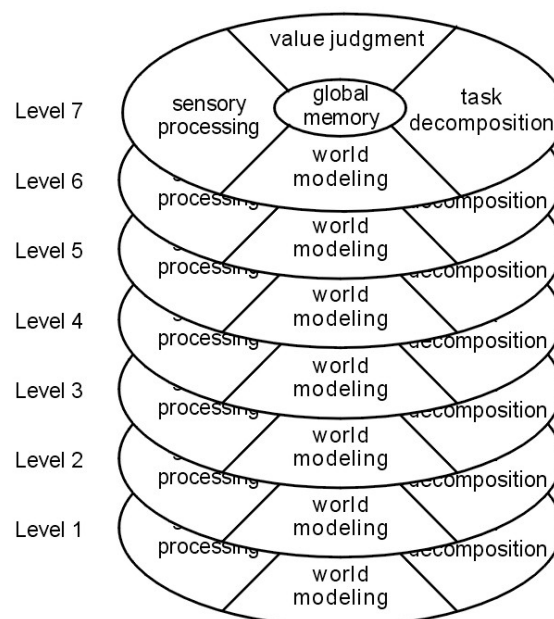 value judgment
Level 7
sensory
processing
global
memory
task
decomposition
world
modeling
Level 6
processing
decomposition
world
modeling
Level 5
processing
decomposition
world
modeling
Level 4
processing
decomposition
world
modeling
Level 3
processing
decomposition
world
modeling
Level 2
processing
decomposition
world
modeling
Level 1
processing
decomposition
world
modeling